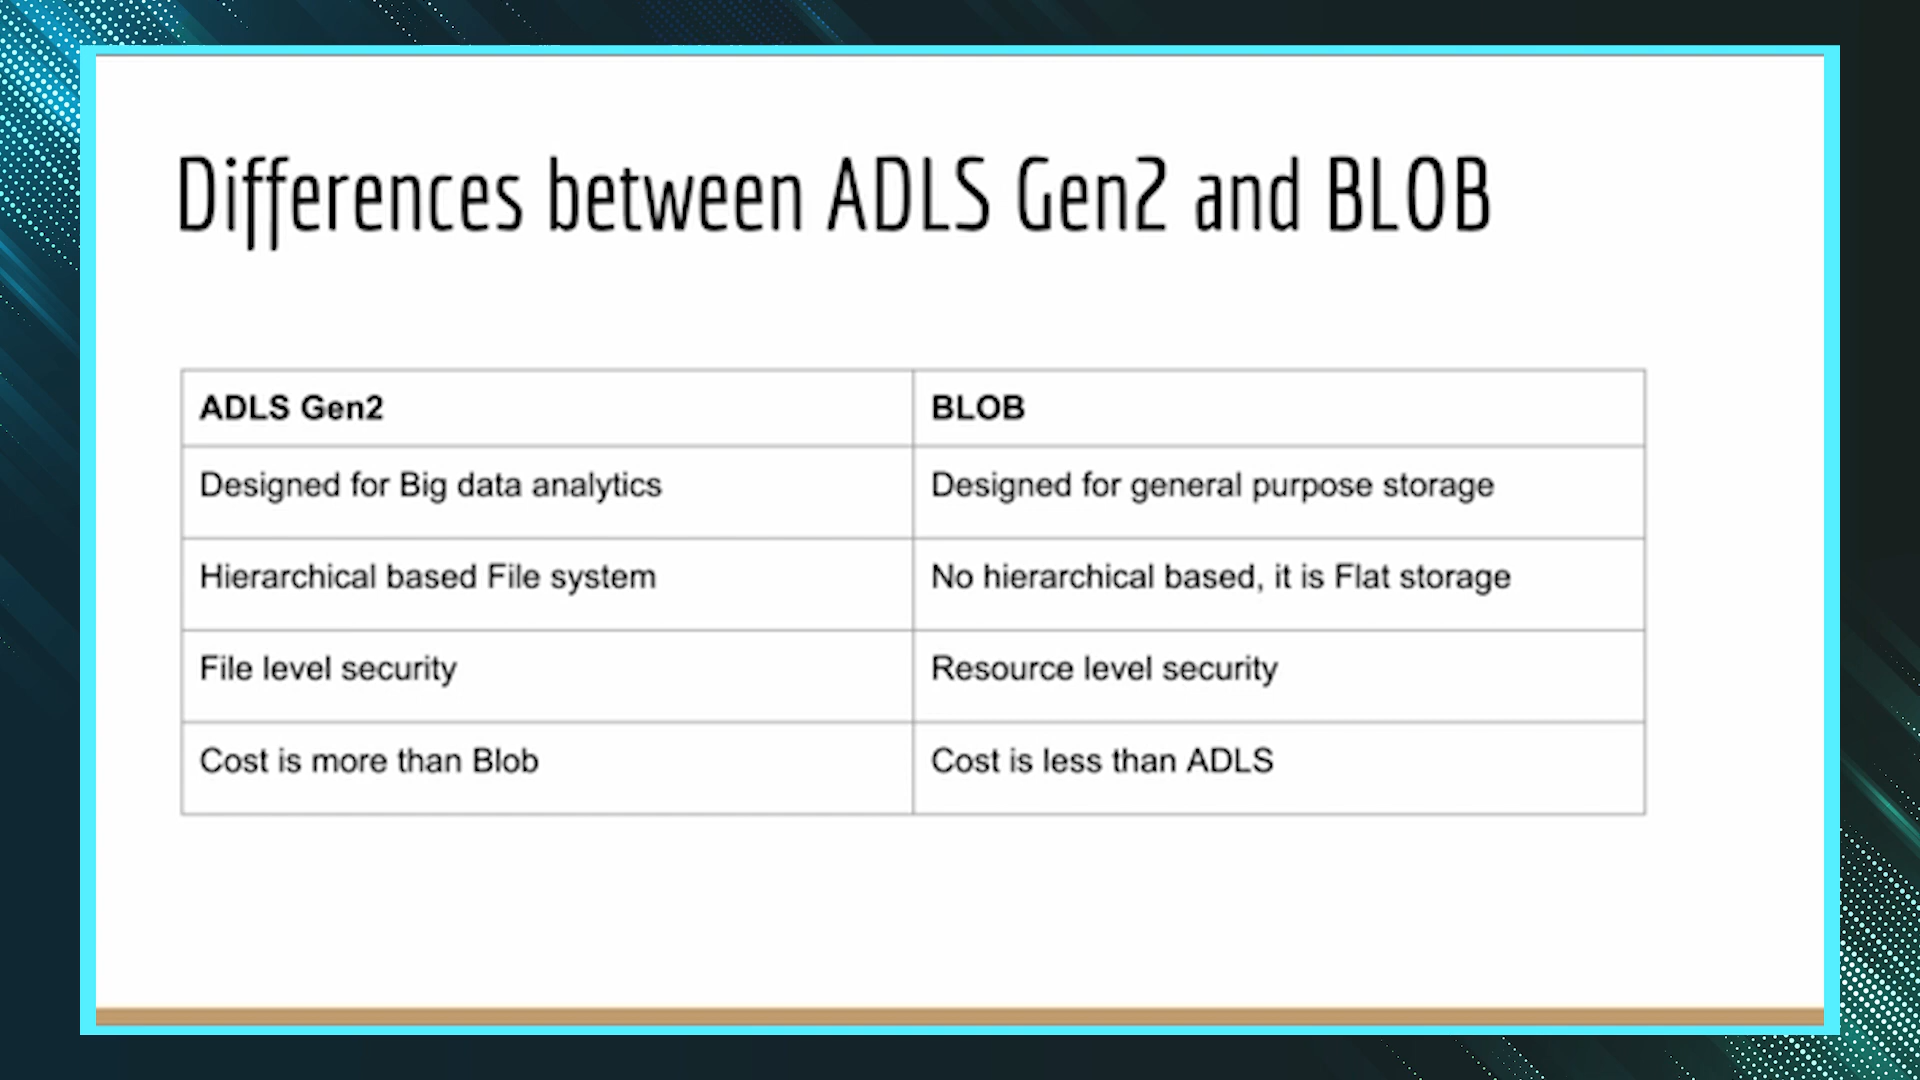 Differences between ADLS Gen2 and BLOB
ADLS Gen2
BLOB
Designed for Big data analytics
Designed for general purpose storage
Hierarchical based File system
No hierarchical based, it is Flat storage
File level security
Resource level security
Cost is more than Blob
Cost is less than ADLS